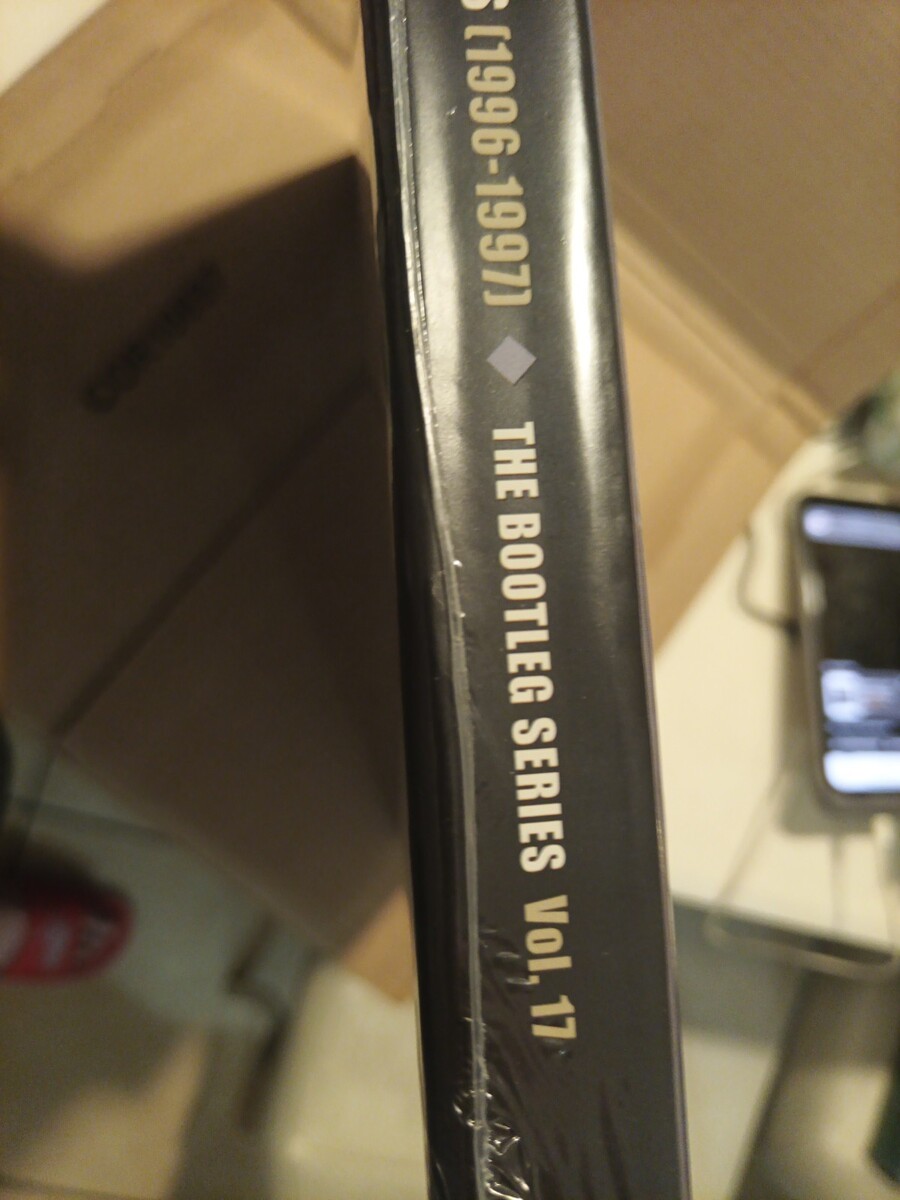 S (1996-1997) ◆ THE BOOTLEG SERIES Vol, 17